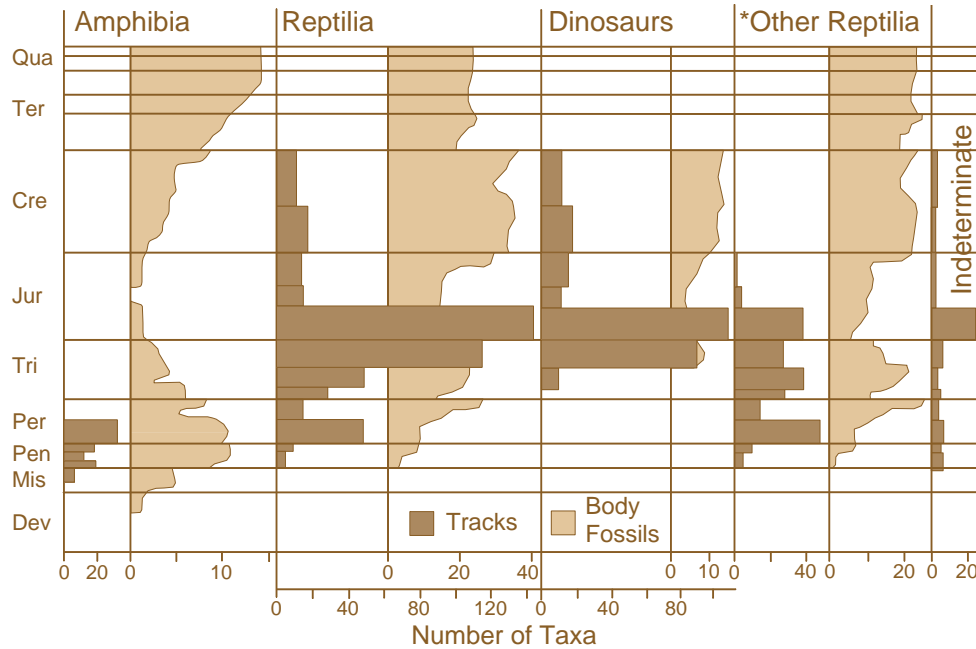 Amphibia Reptilia Dinosaurs *Other Reptilia
Qua
Ter
Cre
Jur
Tri
Per
Pen
Mis
Dev
Indeterminate
Tracks
Body
Fossils
0 20 0 10 0 20 40 0 10 0 40 0 20 0 20
0 40 80 120 0 40 80
Number of Taxa